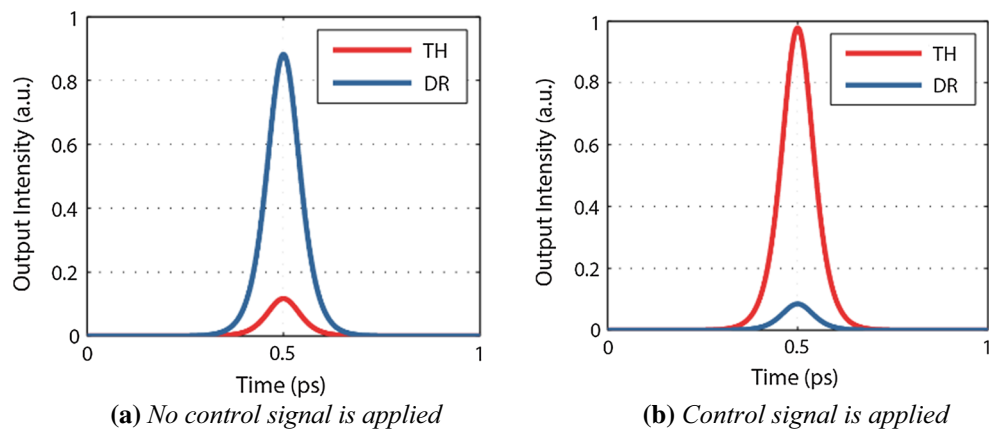 1
0.8
0.6
0.4
0.2
0
0
0.5
1
Output Intensity (a.u.)
Time (ps)
TH
DR
(a) No control signal is applied
1
0.8
0.6
0.4
0.2
0
0
0.5
1
Output Intensity (a.u.)
Time (ps)
TH
DR
(b) Control signal is applied